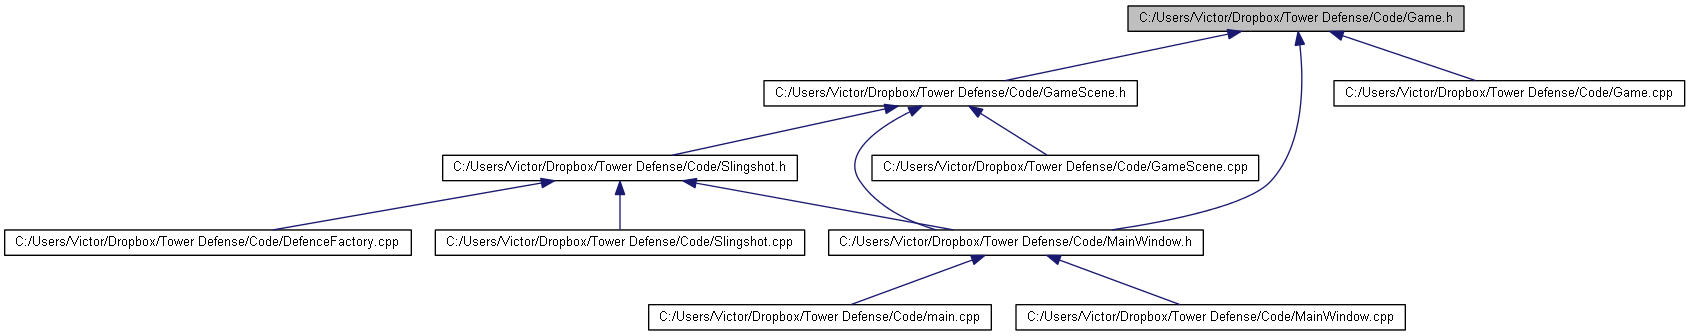 C:/Users/Victor/Dropbox/Tower Defense/Code/Game.h
C:/Users/Victor/Dropbox/Tower Defense/Code/GameScene.h
C:/Users/Victor/Dropbox/Tower Defense/Code/Game.cpp
C:/Users/Victor/Dropbox/Tower Defense/Code/Slingshot.h
C:/Users/Victor/Dropbox/Tower Defense/Code/GameScene.cpp
C:/Users/Victor/Dropbox/Tower Defense/Code/DefenceFactory.cpp
C:/Users/Victor/Dropbox/Tower Defense/Code/Slingshot.cpp
C:/Users/Victor/Dropbox/Tower Defense/Code/MainWindow.h
C:/Users/Victor/Dropbox/Tower Defense/Code/main.cpp
C:/Users/Victor/Dropbox/Tower Defense/Code/MainWindow.cpp